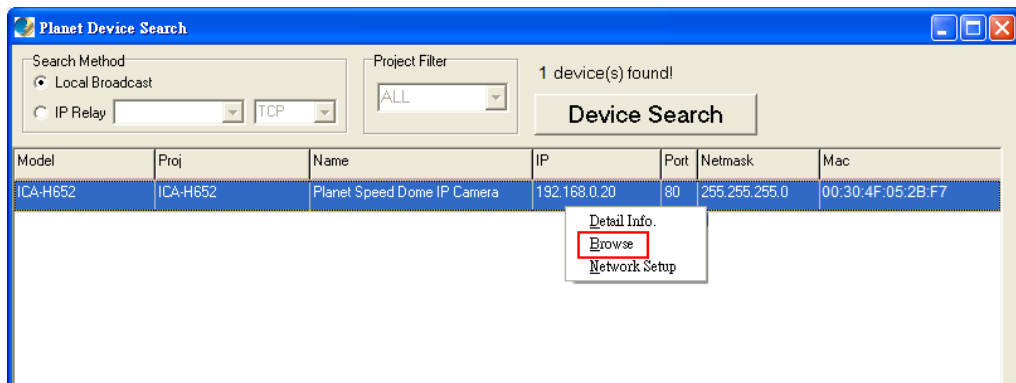 Planet Device Search
Search Method
Local Broadcast
IP Relay TCP
Project Filter
ALL
1 device(s) found!
Device Search
Model Proj Name IP Port Netmask Mac
ICA-H652 ICA-H652 Planet Speed Dome IP Camera 192.168.0.20 80 255.255.255.0 00:30:4F:05:2B:F7
Detail Info.
Browse
Network Setup